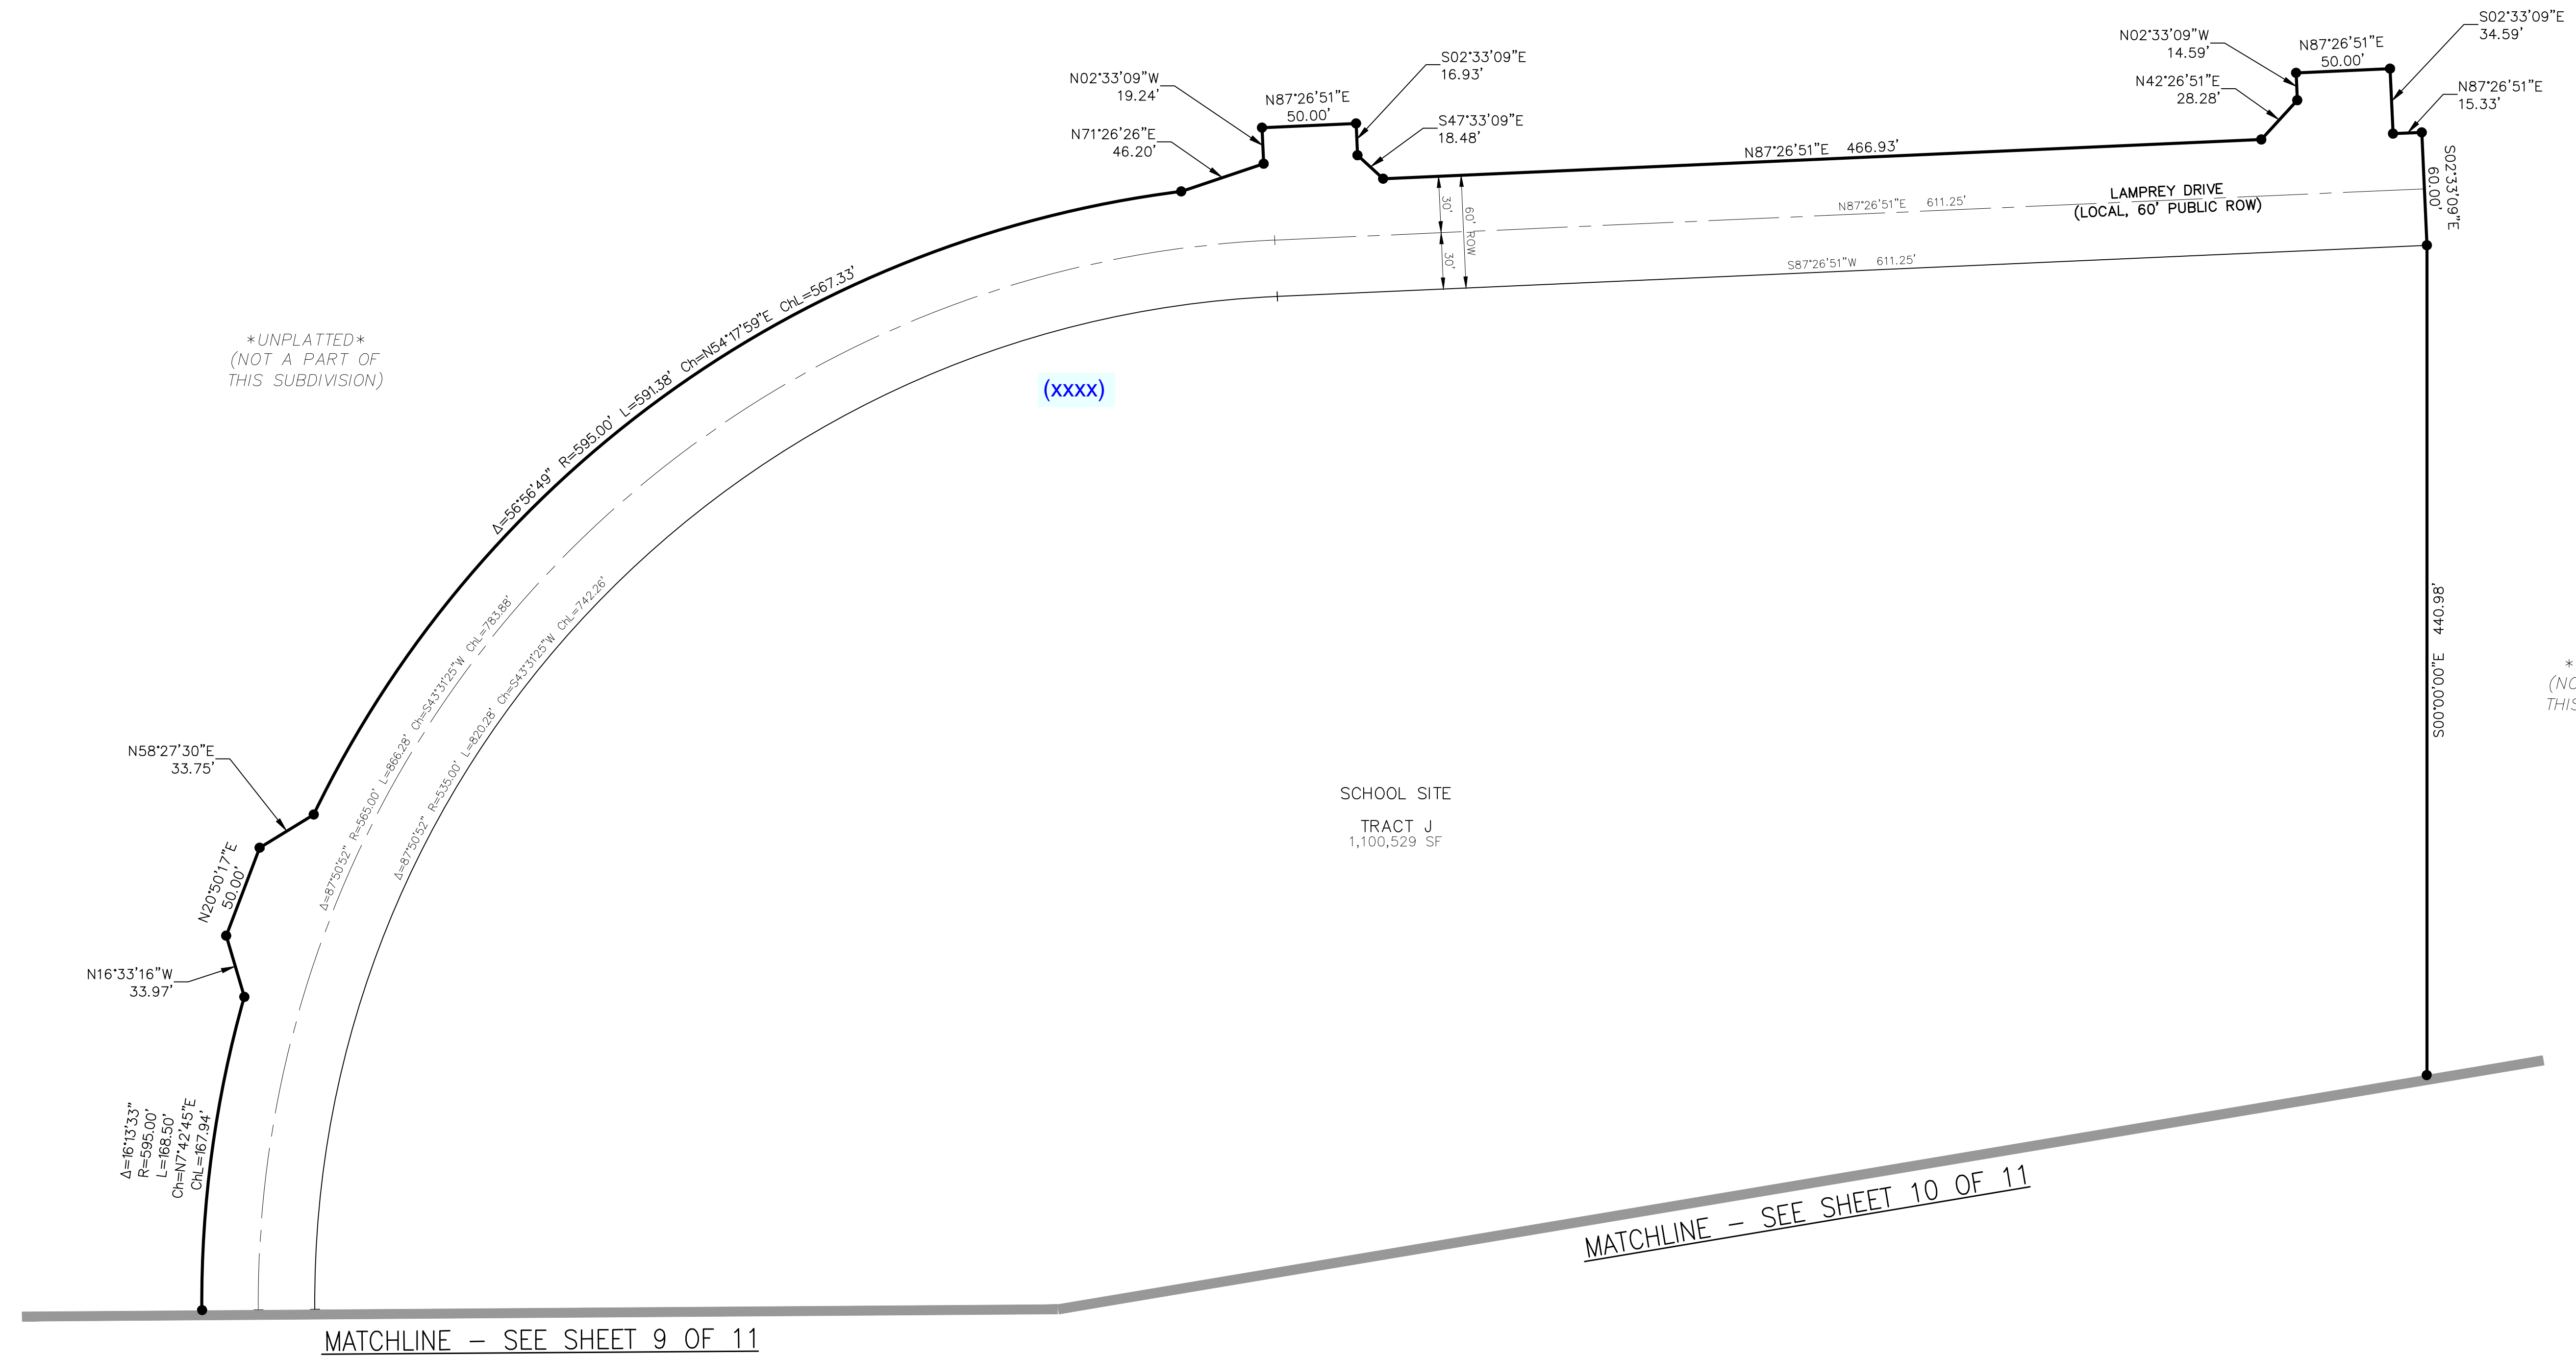 S02°33'09"E
34.59'
N02°33'09"W
14.59'
N87°26'51"E
50.00'
N42°26'51"E
28.28'
N87°26'51"E
15.33'
S02°33'09"E
60.00'
S02°33'09"E
16.93'
N02°33'09"W
19.24'
N87°26'51"E
50.00'
N71°26'26"E
46.20'
S47°33'09"E
18.48'
N87°26'51"E 466.93'
LAMPREY DRIVE
(LOCAL, 60' PUBLIC ROW)
N87°26'51"E 611.25'
30'
60' ROW
30'
S87°26'51"W 611.25'
Δ=56°56'49" R=595.00' L=591.38' Ch=N54°17'59"E ChL=567.33'
*UNPLATTED*
(NOT A PART OF
THIS SUBDIVISION)
(xxxx)
Δ=87°50'52" R=565.00' L=866.28' Ch=S43°31'25"W ChL=783.88'
Δ=87°50'52" R=535.00' L=820.28' Ch=S43°31'25"W ChL=742.26'
S00°00'00"E 440.98'
*
(NO
THIS
N58°27'30"E
33.75'
SCHOOL SITE
TRACT J
1,100,529 SF
N20°50'17"E
50.00'
N16°33'16"W
33.97'
Δ=16°13'33"
R=595.00'
L=168.50'
Ch=N7°42'45"E
ChL=167.94'
MATCHLINE – SEE SHEET 10 OF 11
MATCHLINE – SEE SHEET 9 OF 11